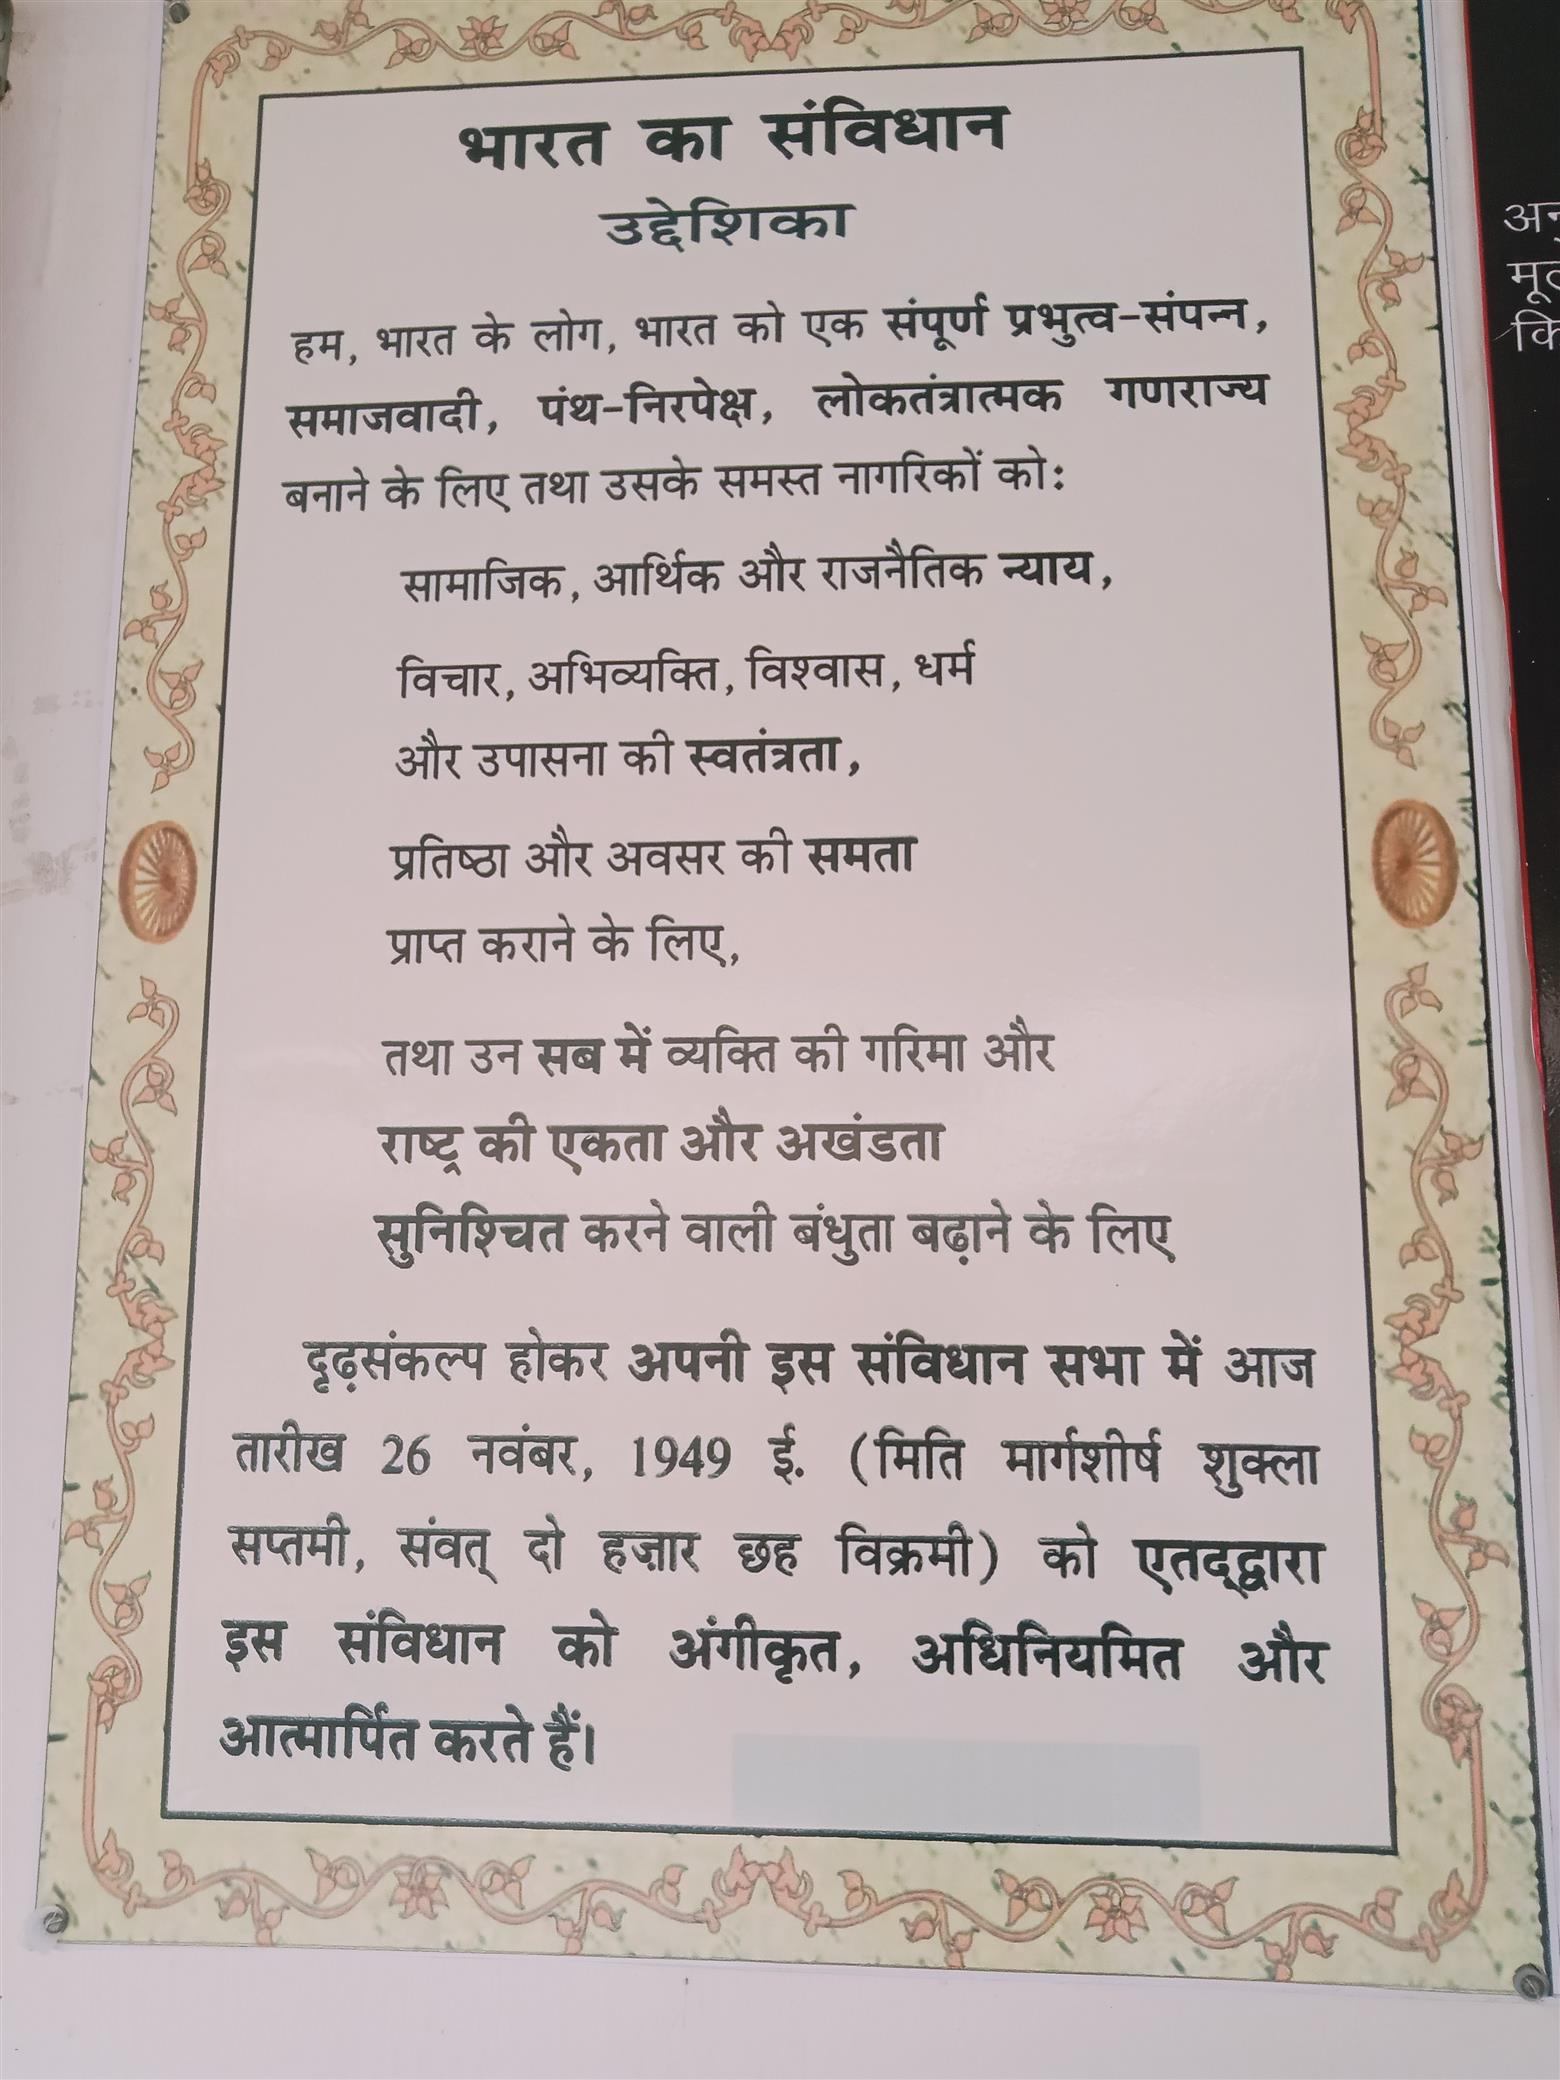 भारत का संविधान
उद्देशिका
हम, भारत के लोग, भारत को एक संपूर्ण प्रभुत्व-संपन्न,
समाजवादी, पंथ-निरपेक्ष, लोकतंत्रात्मक गणराज्य
बनाने के लिए तथा उसके समस्त नागरिकों को:
सामाजिक, आर्थिक और राजनैतिक न्याय,
विचार, अभिव्यक्ति, विश्वास, धर्म
और उपासना की स्वतंत्रता,
प्रतिष्ठा और अवसर की समता
प्राप्त कराने के लिए,
तथा उन सब में व्यक्ति की गरिमा और
राष्ट्र की एकता और अखंडता
सुनिश्चित करने वाली बंधुता बढ़ाने के लिए
दृढ़संकल्प होकर अपनी इस संविधान सभा में आज
तारीख 26 नवंबर, 1949 ई. (मिति मार्गशीर्ष शुक्ला
सप्तमी, संवत् दो हज़ार छह विक्रमी) को एतद्द्वारा
इस संविधान को अंगीकृत, अधिनियमित और
आत्मार्पित करते हैं।